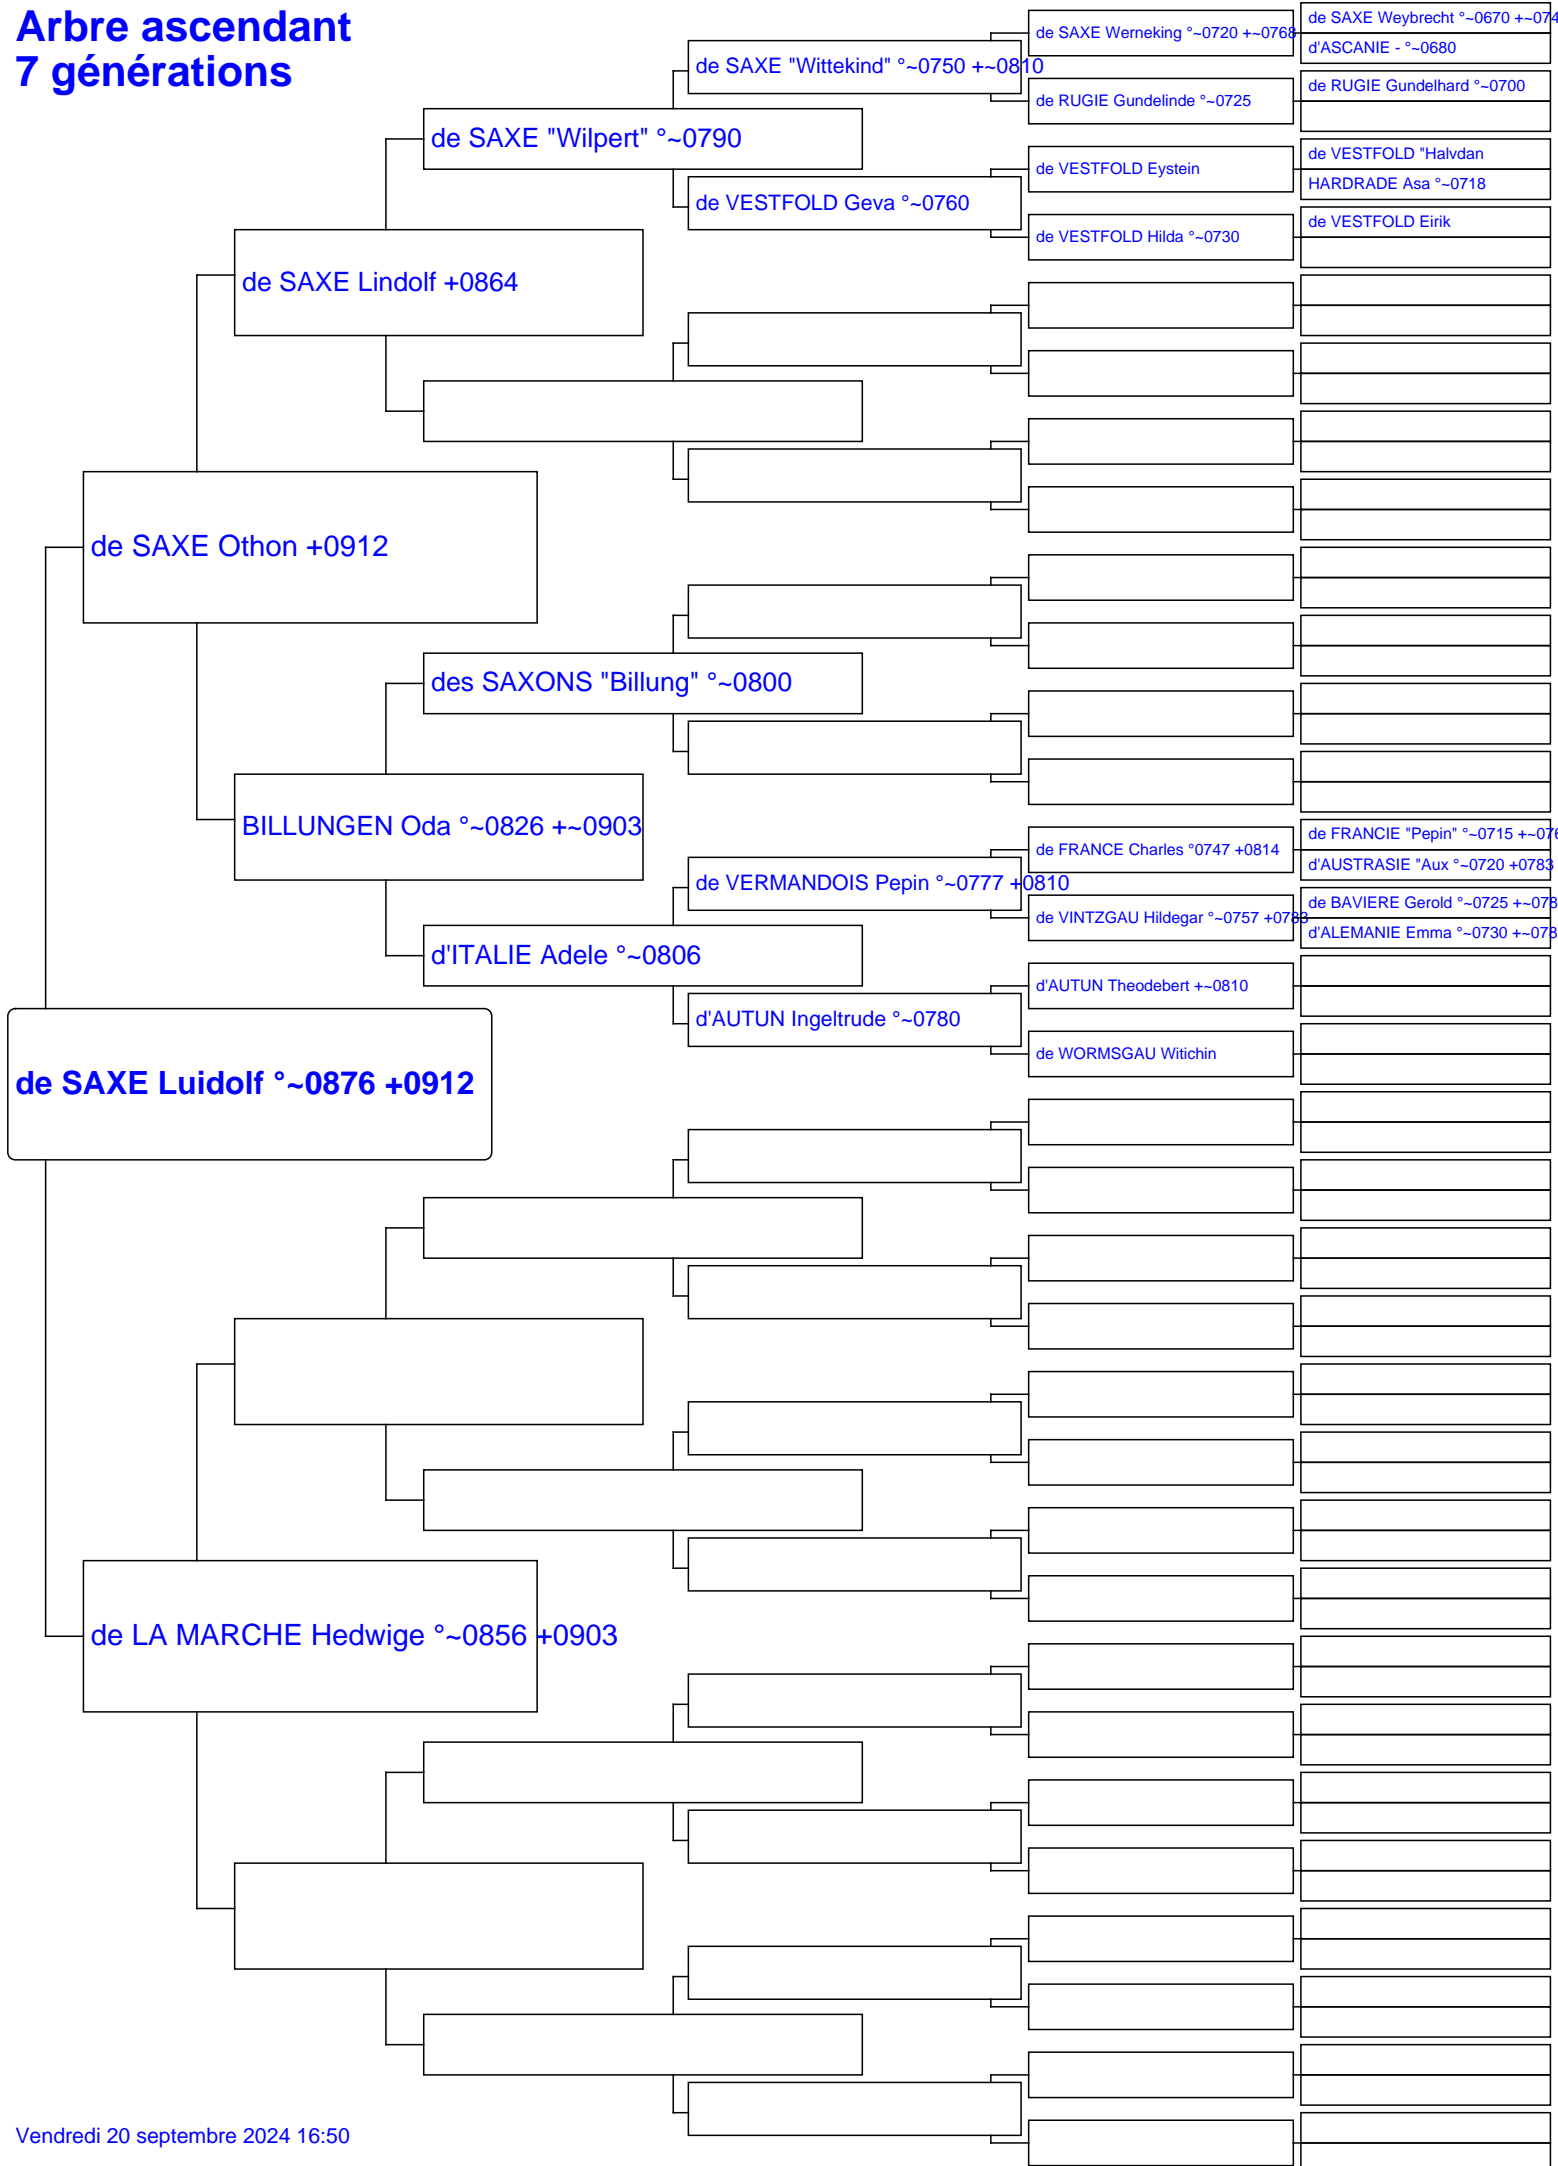 Arbre ascendant
7 générations
de SAXE Weybrecht °~0670 +~074
de SAXE Werneking °~0720 +~0768
d'ASCANIE - °~0680
de SAXE "Wittekind" °~0750 +~0810
de RUGIE Gundelhard °~0700
de RUGIE Gundelinde °~0725
de SAXE "Wilpert" °~0790
de VESTFOLD "Halvdan
de VESTFOLD Eystein
HARDRADE Asa °~0718
de VESTFOLD Geva °~0760
de VESTFOLD Eirik
de VESTFOLD Hilda °~0730
de SAXE Lindolf +0864
de SAXE Othon +0912
des SAXONS "Billung" °~0800
BILLUNGEN Oda °~0826 +~0903
de FRANCIE "Pepin" °~0715 +~076
de FRANCE Charles °0747 +0814
d'AUSTRASIE "Aux °~0720 +0783
de VERMANDOIS Pepin °~0777 +0810
de BAVIERE Gerold °~0725 +~078
de VINTZGAU Hildegar °~0757 +0783
d'ALEMANIE Emma °~0730 +~078
d'ITALIE Adele °~0806
d'AUTUN Theodebert +~0810
d'AUTUN Ingeltrude °~0780
de WORMSGAU Witichin
de SAXE Luidolf °~0876 +0912
de LA MARCHE Hedwige °~0856 +0903
Vendredi 20 septembre 2024 16:50